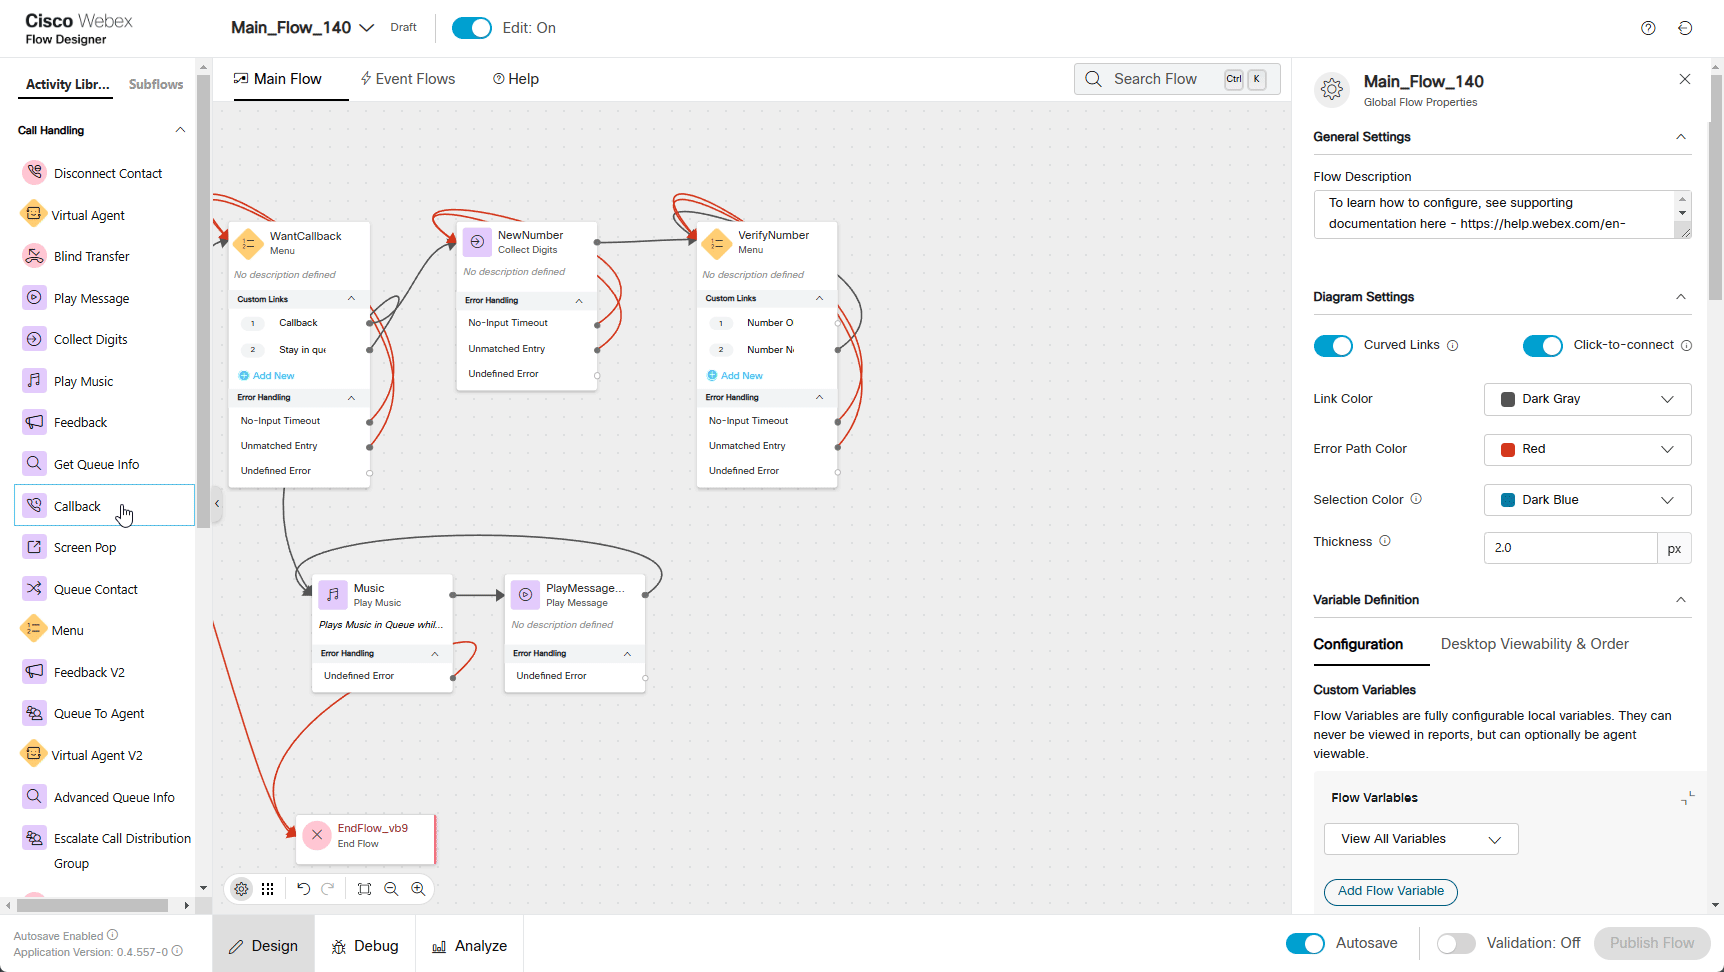 Cisco Webex
Flow Designer
Main_Flow_140
Draft
Edit: On
Activity Libr...
Subflows
Call Handling
Disconnect Contact
Virtual Agent
Blind Transfer
Play Message
Collect Digits
Play Music
Feedback
Get Queue Info
Callback
Screen Pop
Queue Contact
Menu
Feedback V2
Queue To Agent
Virtual Agent V2
Advanced Queue Info
Escalate Call Distribution
Group
Autosave Enabled
Application Version: 0.4.557-0
Main Flow
Event Flows
Help
Search Flow
Ctrl
K
WantCallback
Menu
No description defined
Custom Links
1
Callback
2
Stay in que
Add New
Error Handling
No-Input Timeout
Unmatched Entry
Undefined Error
NewNumber
Collect Digits
No description defined
Error Handling
No-Input Timeout
Unmatched Entry
Undefined Error
VerifyNumber
Menu
No description defined
Custom Links
1
Number O
2
Number N
Add New
Error Handling
No-Input Timeout
Unmatched Entry
Undefined Error
Music
Play Music
Plays Music in Queue whil...
Error Handling
Undefined Error
PlayMessage...
Play Message
No description defined
Error Handling
Undefined Error
EndFlow_vb9
End Flow
Design
Debug
Analyze
Main_Flow_140
Global Flow Properties
General Settings
Flow Description
To learn how to configure, see supporting
documentation here - https://help.webex.com/en-
Diagram Settings
Curved Links
Click-to-connect
Link Color
Dark Gray
Error Path Color
Red
Selection Color
Dark Blue
Thickness
2.0
px
Variable Definition
Configuration
Desktop Viewability & Order
Custom Variables
Flow Variables are fully configurable local variables. They can
never be viewed in reports, but can optionally be agent
viewable.
Flow Variables
View All Variables
Add Flow Variable
Autosave
Validation: Off
Publish Flow